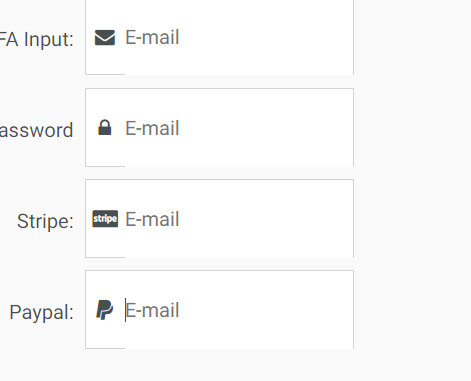 FA Input: E-mail
assword E-mail
Stripe: stripe E-mail
Paypal: E-mail